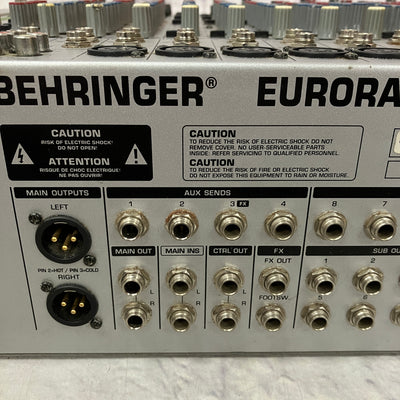 BEHRINGER® EURORA
CAUTION
RISK OF ELECTRIC SHOCK!
DO NOT OPEN!
ATTENTION
RISQUE DE CHOC ELECTRIQUE!
NE PAS OUVRIR!
CAUTION
TO REDUCE THE RISK OF ELECTRIC SHOCK DO NOT
REMOVE COVER. NO USER-SERVICEABLE PARTS
INSIDE. REFER SERVICING TO QUALIFIED PERSONNEL.
CAUTION
TO REDUCE THE RISK OF FIRE OR ELECTRIC SHOCK
DO NOT EXPOSE THIS EQUIPMENT TO RAIN OR MOISTURE.
MAIN OUTPUTS
LEFT
PIN 2=HOT / PIN 3=COLD
RIGHT
AUX SENDS
1 2 3 FX 4
8 7
MAIN OUT MAIN INS CTRL OUT FX
FX OUT
SUB OU
1 2
L L
FOOTSW.
5 6
R R